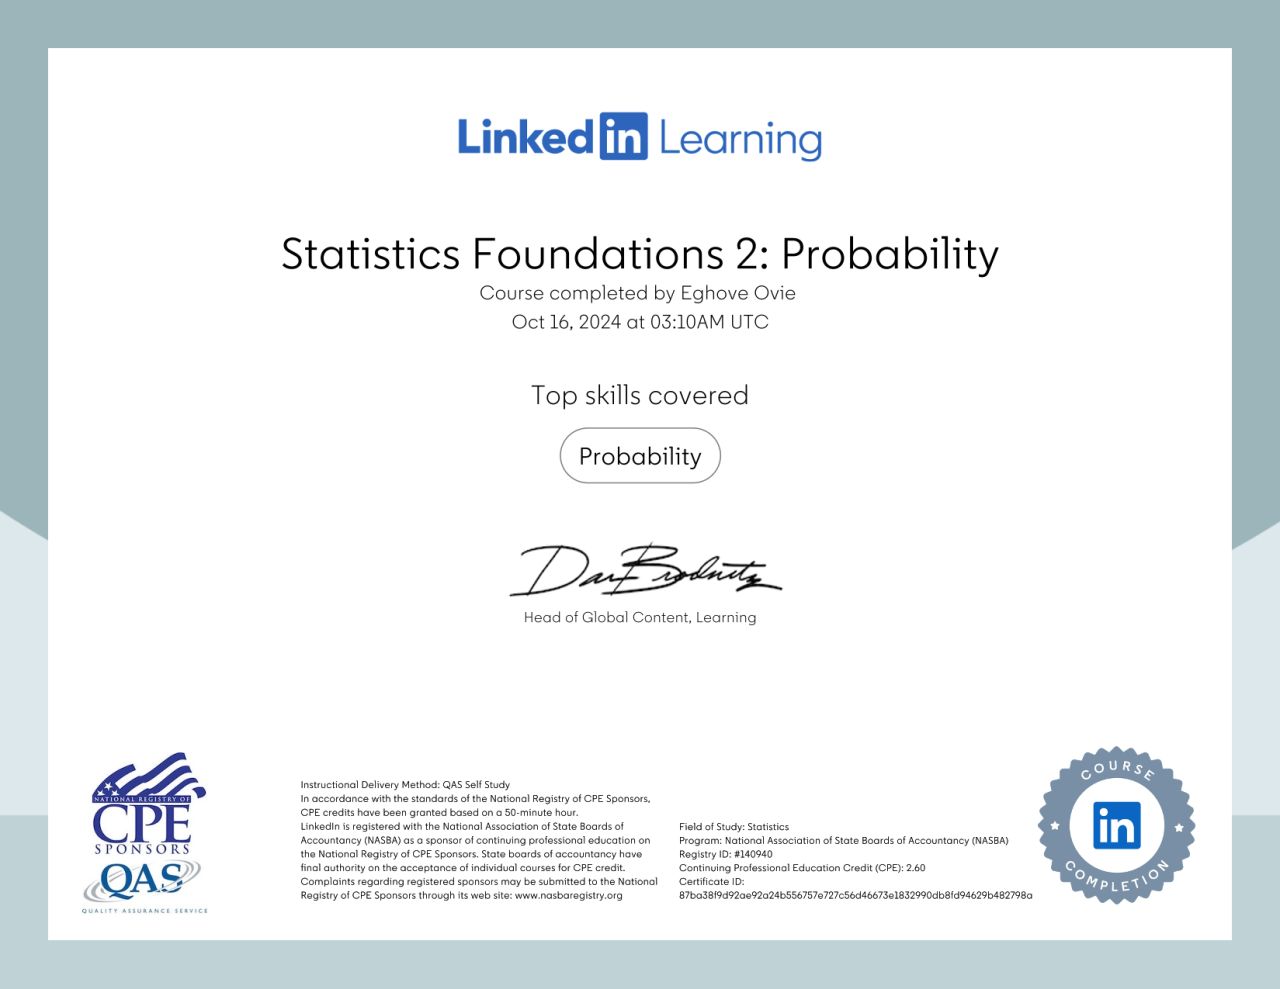 Linked in Learning
Statistics Foundations 2: Probability
Course completed by Eghove Ovie
Oct 16, 2024 at 03:10AM UTC
Top skills covered
Probability
Dan Brodnitz
Head of Global Content, Learning
NATIONAL REGISTRY OF
CPE
SPONSORS
QAS
QUALITY ASSURANCE SERVICE
Instructional Delivery Method: QAS Self Study
In accordance with the standards of the National Registry of CPE Sponsors,
CPE credits have been granted based on a 50-minute hour.
LinkedIn is registered with the National Association of State Boards of
Accountancy (NASBA) as a sponsor of continuing professional education on
the National Registry of CPE Sponsors. State boards of accountancy have
final authority on the acceptance of individual courses for CPE credit.
Complaints regarding registered sponsors may be submitted to the National
Registry of CPE Sponsors through its web site: www.nasbaregistry.org
Field of Study: Statistics
Program: National Association of State Boards of Accountancy (NASBA)
Registry ID: #140940
Continuing Professional Education Credit (CPE): 2.60
Certificate ID:
87ba38f9d92ae92a24b556757e727c56d46673e1832990db8fd94629b482798a
COURSE
in
COMPLETION